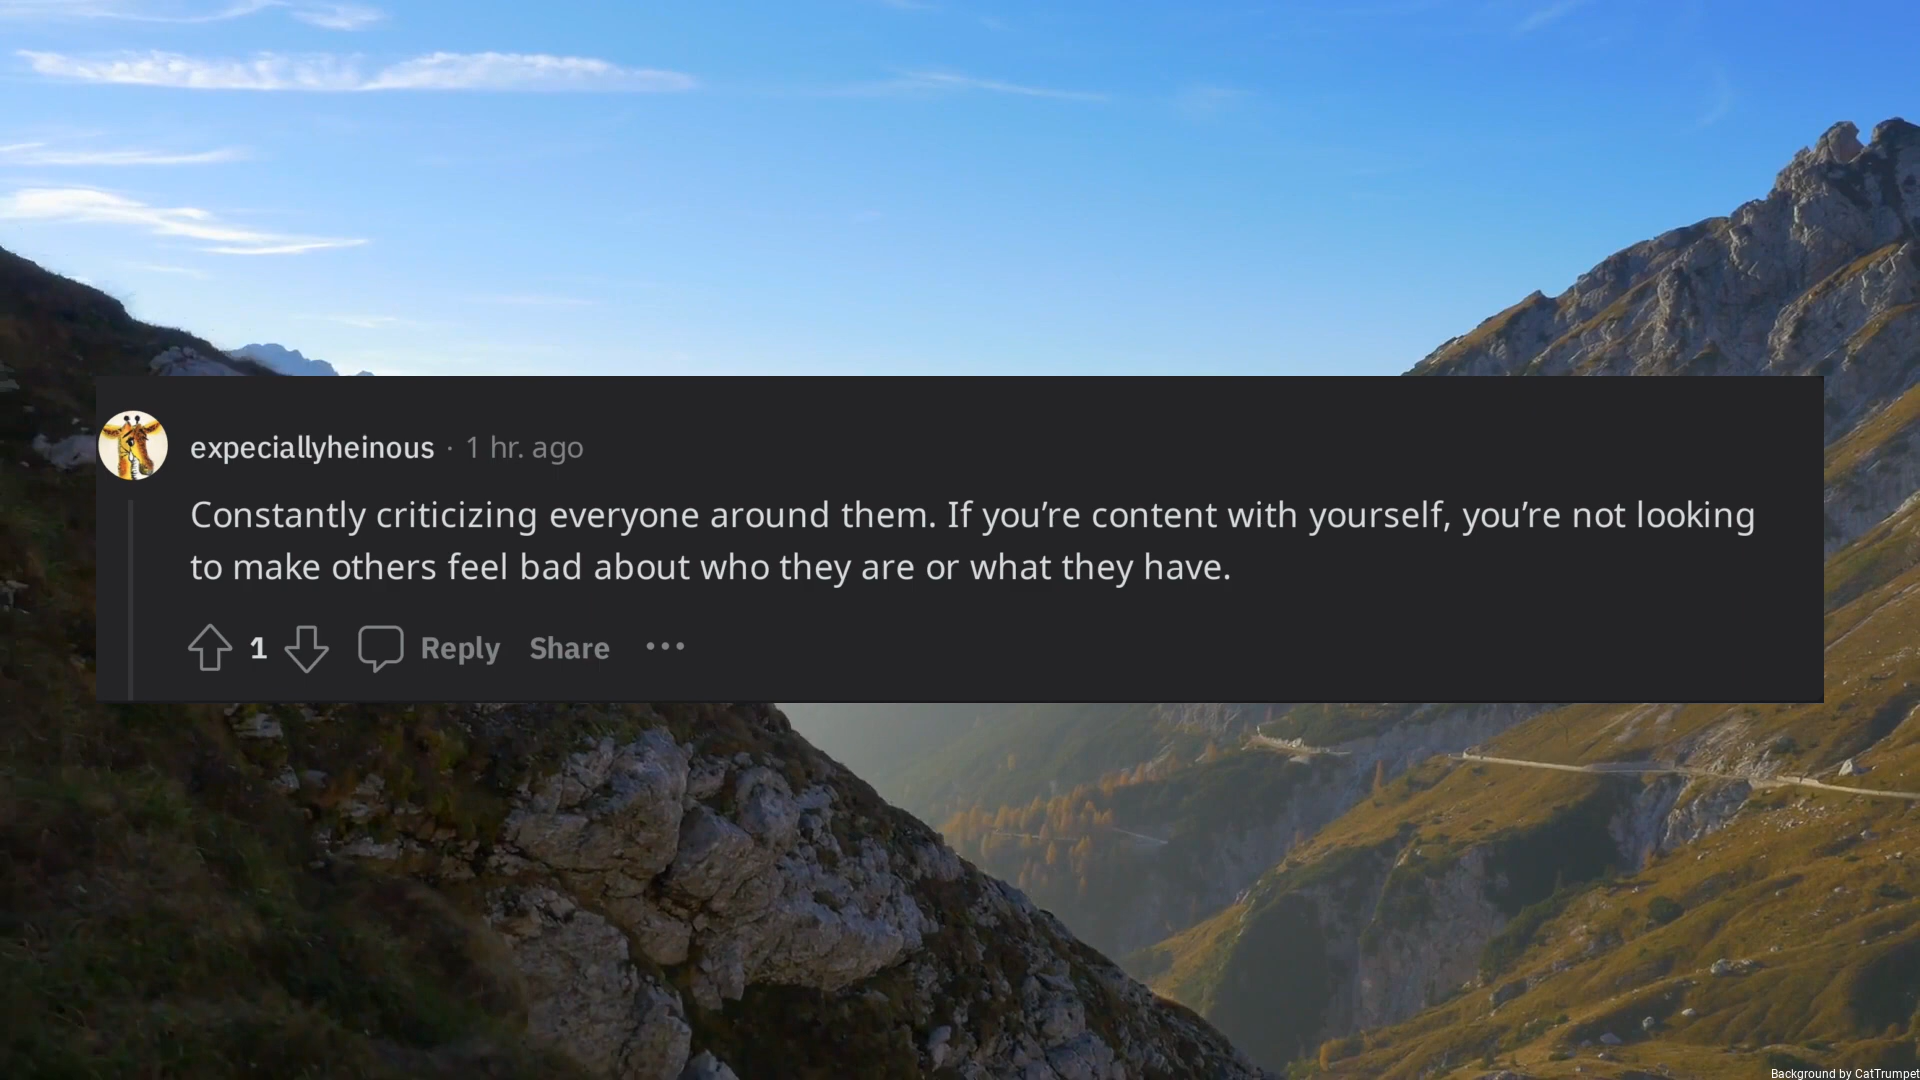 expeciallyheinous · 1 hr. ago
Constantly criticizing everyone around them. If you’re content with yourself, you’re not looking
to make others feel bad about who they are or what they have.
1 Reply Share •••
Background by CatTrumpet